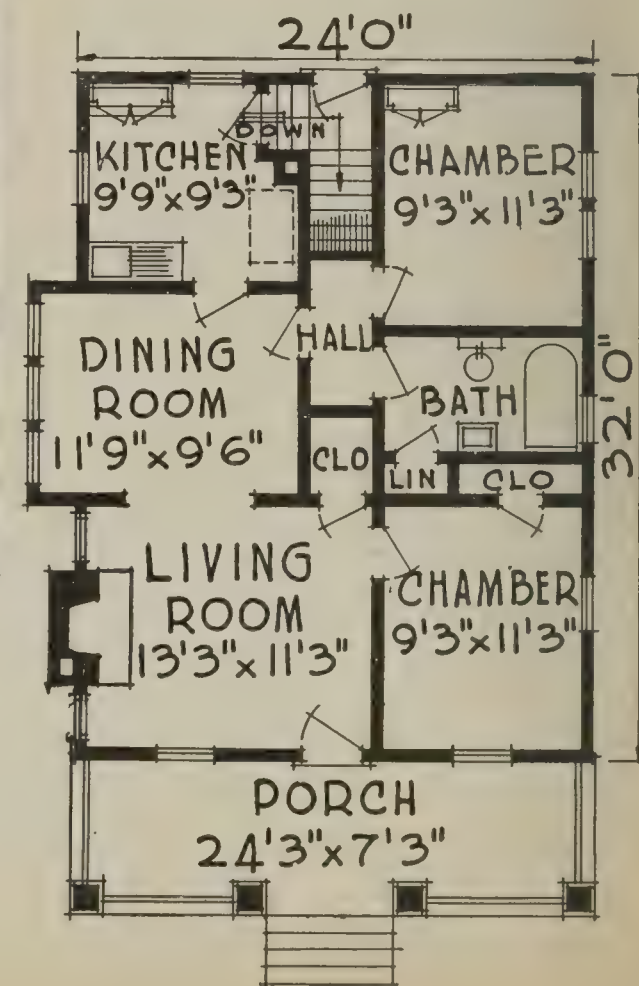 24'0"
DOWN
KITCHEN
9'9"x9'3"
CHAMBER
9'3"x11'3"
HALL
DINING
ROOM
11'9"x9'6"
BATH
32'0"
CLO
LIN
CLO
LIVING
ROOM
13'3"x11'3"
CHAMBER
9'3"x11'3"
PORCH
24'3"x7'3"